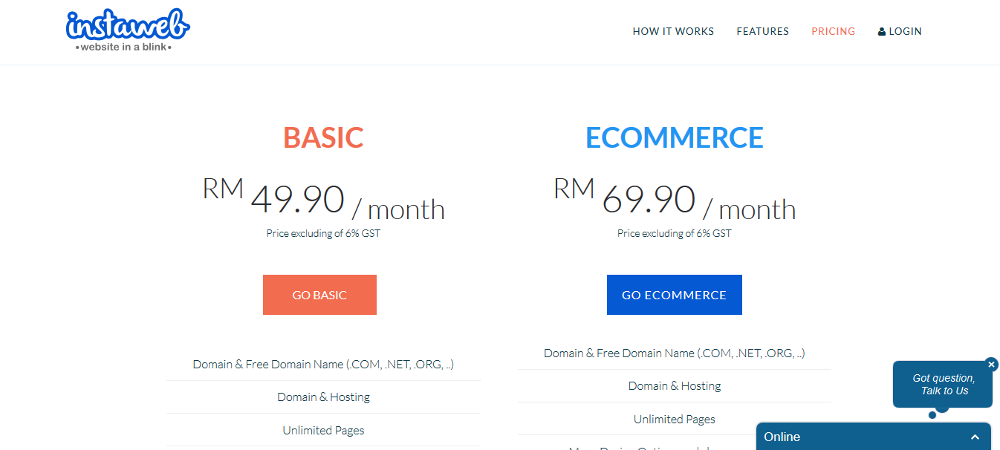 instaweb
•website in a blink•
HOW IT WORKS
FEATURES
PRICING
LOGIN
BASIC
RM 49.90 / month
Price excluding of 6% GST
GO BASIC
Domain & Free Domain Name (.COM, .NET, .ORG, ..)
Domain & Hosting
Unlimited Pages
ECOMMERCE
RM 69.90 / month
Price excluding of 6% GST
GO ECOMMERCE
Domain & Free Domain Name (.COM, .NET, .ORG, ..)
Domain & Hosting
Unlimited Pages
Got question,
Talk to Us
Online